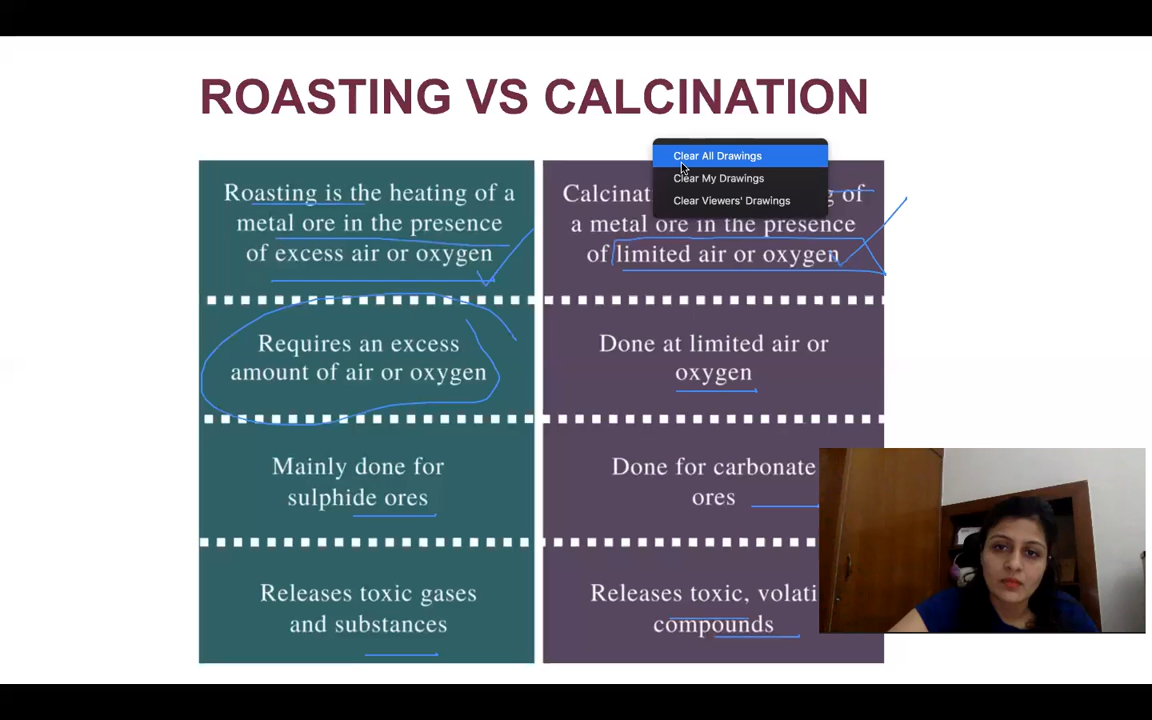 ROASTING VS CALCINATION
Clear All Drawings
Clear My Drawings
Clear Viewers' Drawings
Roasting is the heating of a
metal ore in the presence
of excess air or oxygen
of
a metal ore in the presence
of limited air or oxygen
Requires an excess
amount of air or oxygen
Done at limited air or
oxygen
Mainly done for
sulphide ores
Done for carbonate
ores
Releases toxic gases
and substances
Releases toxic,
compounds